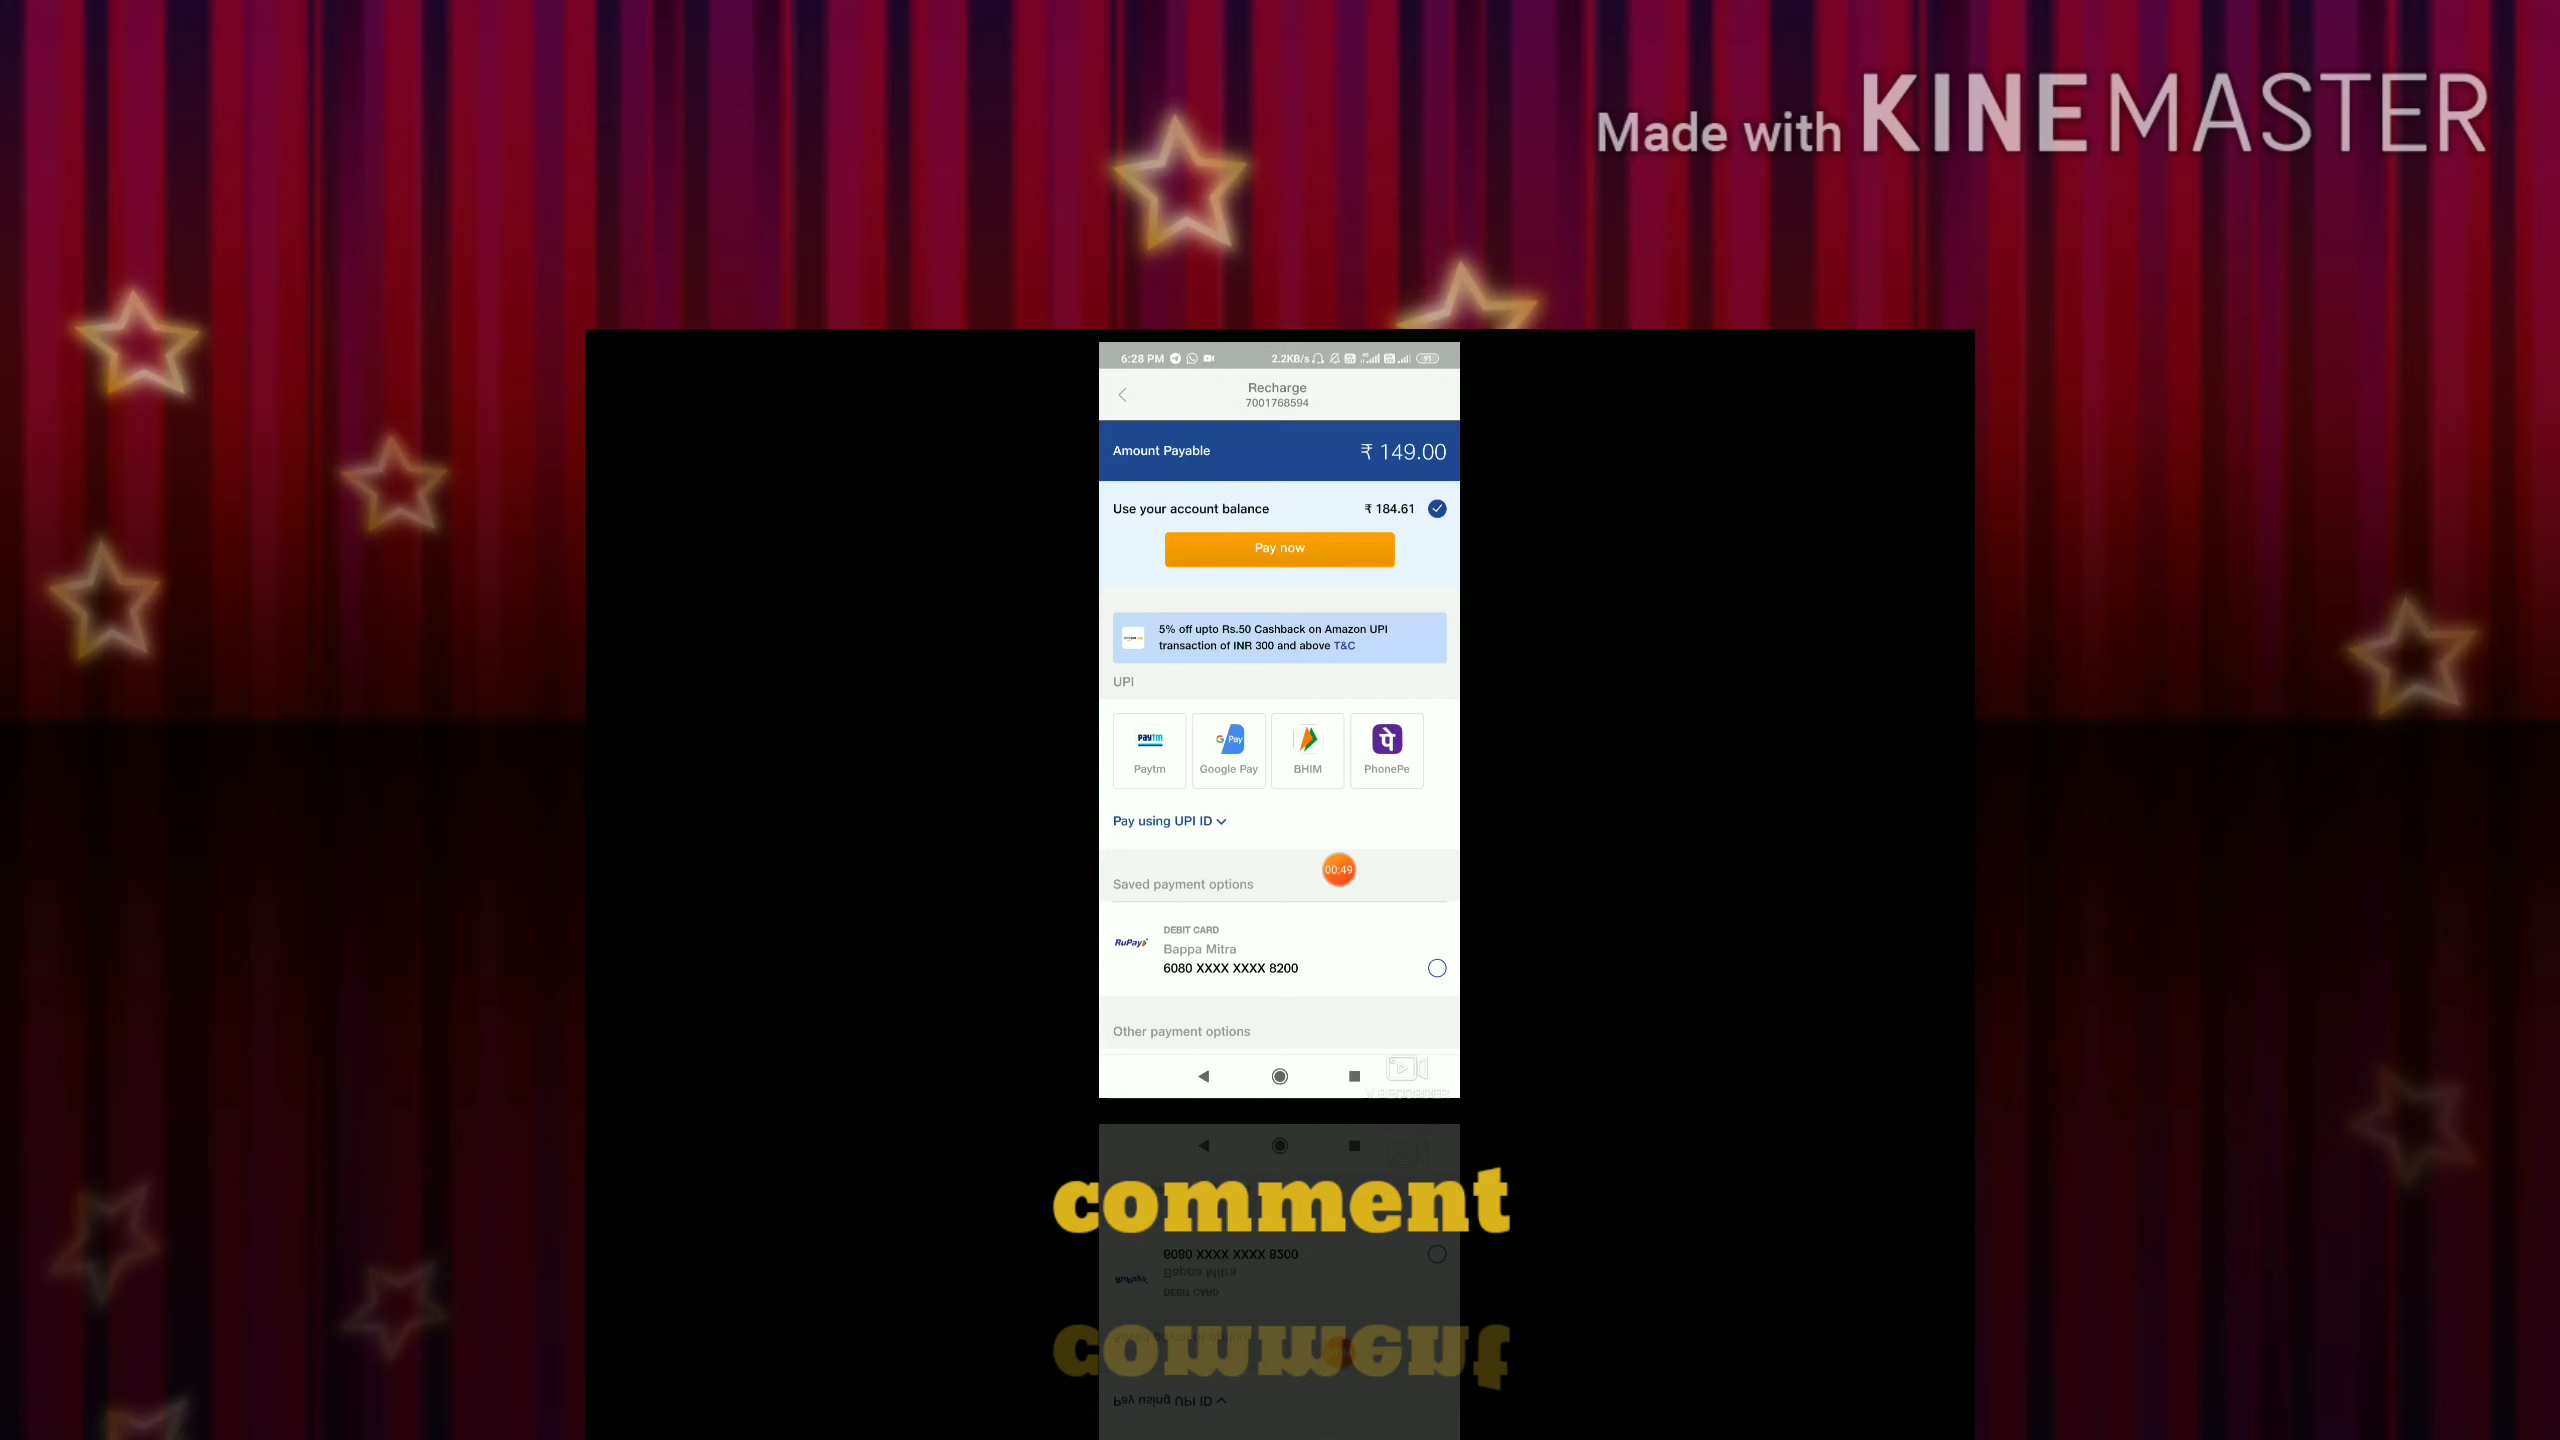 Made with KINEMASTER
6:28 PM 2.2KB/s 91
Recharge
7001768594
Amount Payable ₹ 149.00
Use your account balance ₹ 184.61
Pay now
5% off upto Rs.50 Cashback on Amazon UPI
transaction of INR 300 and above T&C
UPI
Paytm
G Pay
पे
Paytm Google Pay BHIM PhonePe
Pay using UPI ID
00:49
Saved payment options
DEBIT CARD
RuPay
Bappa Mitra
6080 XXXX XXXX 8200
Other payment options
comment